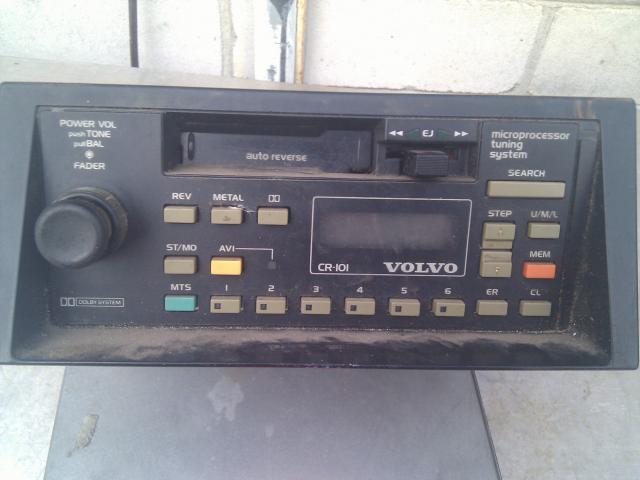 POWER VOL
push TONE
pull BAL
FADER
auto reverse
◀◀ EJ ▶▶
microprocessor
tuning
system
SEARCH
REV METAL
STEP U/M/L
ST/MO AVI
MEM
CR-101 VOLVO
MTS 1 2 3 4 5 6 ER CL
DOLBY SYSTEM